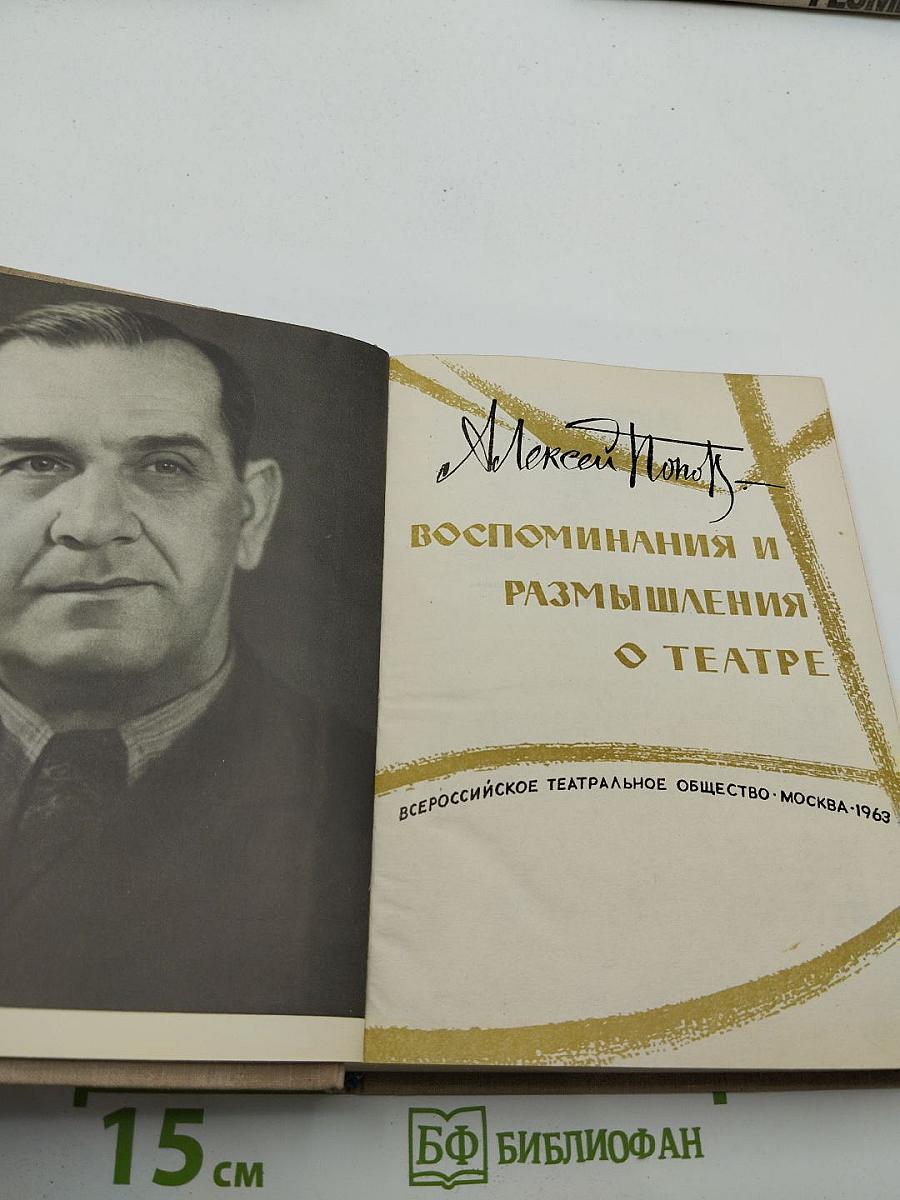 Алексей Попов
ВОСПОМИНАНИЯ И
РАЗМЫШЛЕНИЯ
О ТЕАТРЕ
ВСЕРОССИЙСКОЕ ТЕАТРАЛЬНОЕ ОБЩЕСТВО · МОСКВА · 1963
15 см
БФ БИБЛИОФАН